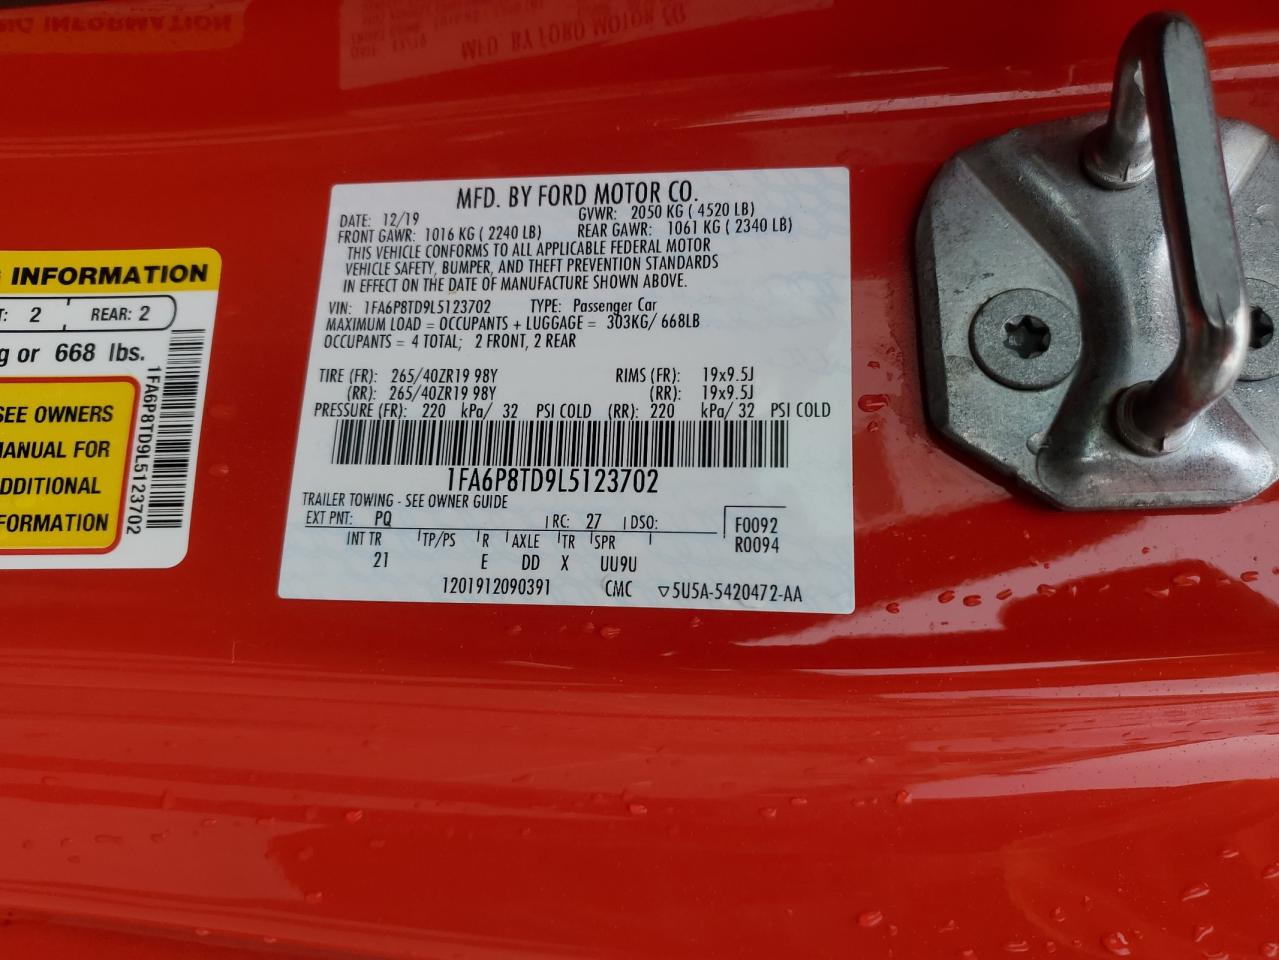 MFD. BY FORD MOTOR CO.
DATE: 12/19 GVWR: 2050 KG ( 4520 LB)
FRONT GAWR: 1016 KG ( 2240 LB) REAR GAWR: 1061 KG ( 2340 LB)
THIS VEHICLE CONFORMS TO ALL APPLICABLE FEDERAL MOTOR
VEHICLE SAFETY, BUMPER, AND THEFT PREVENTION STANDARDS
IN EFFECT ON THE DATE OF MANUFACTURE SHOWN ABOVE.
VIN: 1FA6P8TD9L5123702 TYPE: Passenger Car
MAXIMUM LOAD = OCCUPANTS + LUGGAGE = 303KG/ 668LB
OCCUPANTS = 4 TOTAL; 2 FRONT, 2 REAR
TIRE (FR): 265/40ZR19 98Y RIMS (FR): 19x9.5J
(RR): 265/40ZR19 98Y (RR): 19x9.5J
PRESSURE (FR): 220 kPa/ 32 PSI COLD (RR): 220 kPa/ 32 PSI COLD
1FA6P8TD9L5123702
TRAILER TOWING - SEE OWNER GUIDE
EXT PNT: PQ RC: 27 DSO: F0092
R0094
INT TR TP/PS R AXLE TR SPR
21 E DD X UU9U
1201912090391 CMC ▽5U5A-5420472-AA
INFORMATION
2 REAR: 2
or 668 lbs.
SEE OWNERS
MANUAL FOR
ADDITIONAL
INFORMATION
1FA6P8TD9L5123702